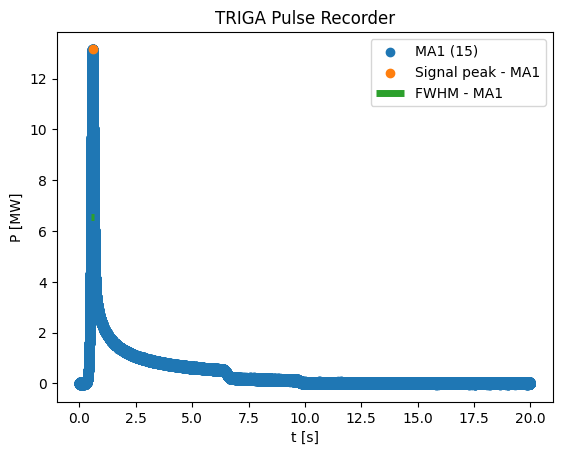 TRIGA Pulse Recorder
MA1 (15)
Signal peak - MA1
FWHM - MA1
P [MW]
12
10
8
6
4
2
0
0.0 2.5 5.0 7.5 10.0 12.5 15.0 17.5 20.0
t [s]